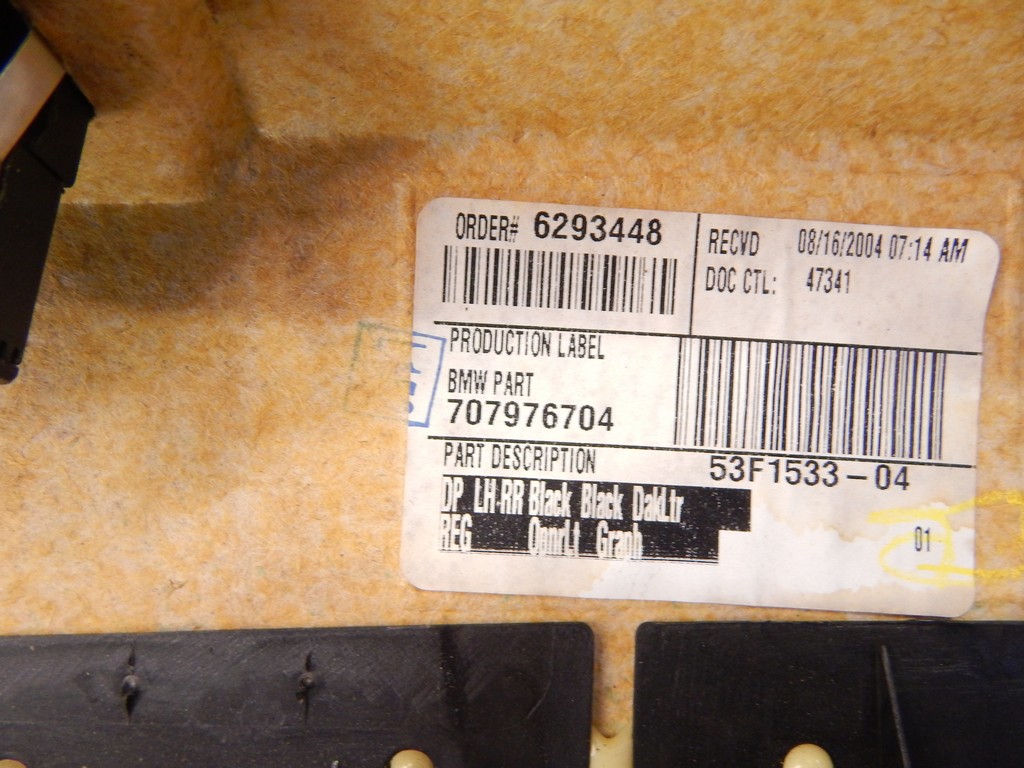 ORDER# 6293448
RECVD 08/16/2004 07:14 AM
DOC CTL: 47341
PRODUCTION LABEL
BMW PART
707976704
PART DESCRIPTION
53F1533-04
DP LH-RR Black Black DakLtr
REG OpnrLt Graph
01